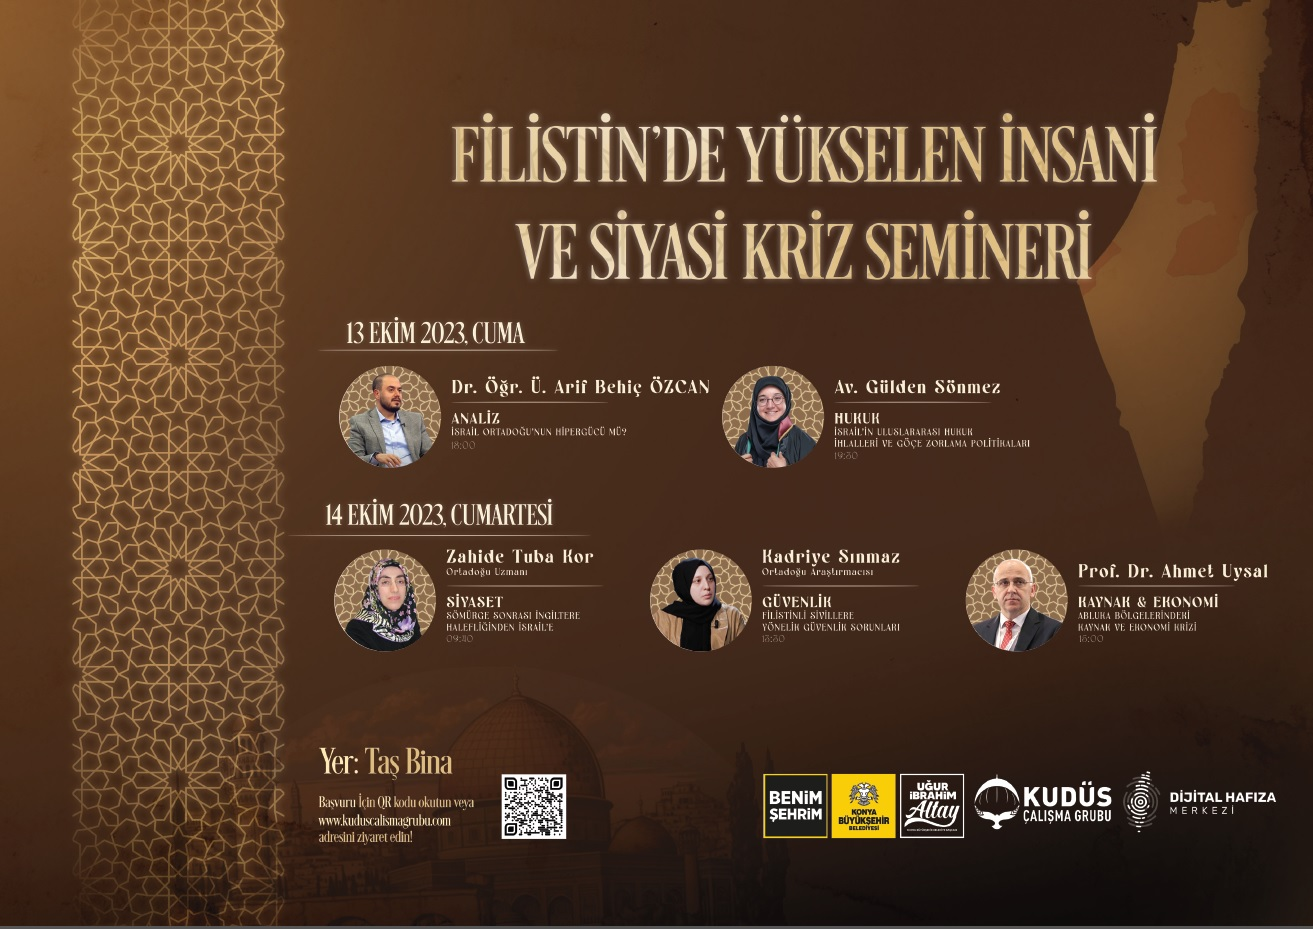 FİLİSTİN'DE YÜKSELEN İNSANİ
VE SİYASİ KRİZ SEMİNERİ
13 EKİM 2023, CUMA
Dr. Öğr. Ü. Arif Behiç ÖZCAN
ANALİZ
İSRAİL ORTADOĞU'NUN HİPERGÜCÜ MÜ?
18:00
Av. Gülden Sönmez
HUKUK
İSRAİL'İN ULUSLARARASI HUKUK
İHLALLERİ VE GÖÇE ZORLAMA POLİTİKALARI
19:30
14 EKİM 2023, CUMARTESİ
Zahide Tuba Kor
Ortadoğu Uzmanı
SİYASET
SÖMÜRGE SONRASI İNGİLTERE
HALEFLİĞİNDEN İSRAİL'E
Kadriye Sınmaz
Ortadoğu Araştırmacısı
GÜVENLİK
FİLİSTİNLİ SİVİLLERE
YÖNELİK GÜVENLİK SORUNLARI
Prof. Dr. Ahmet Uysal
KAYNAK & EKONOMİ
ABLUKA BÖLGELERİNDEKİ
KAYNAK VE EKONOMİ KRİZİ
Yer: Taş Bina
Başvuru İçin QR kodu okutun veya
www.kuduscalismagrubu.com
adresini ziyaret edin!
BENİM
ŞEHRİM
KONYA
BÜYÜKŞEHİR
BELEDİYESİ
UĞUR
İBRAHİM
Altay
KUDÜS
ÇALIŞMA GRUBU
DİJİTAL HAFIZA
MERKEZİ